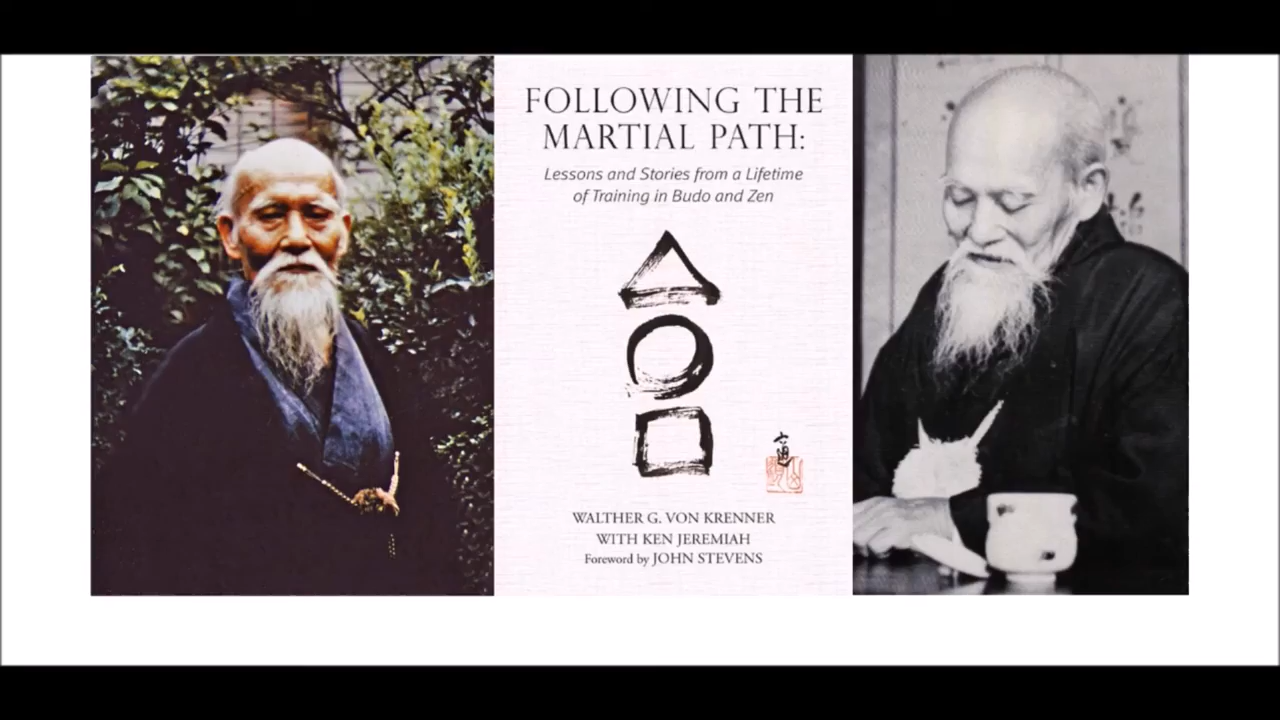 FOLLOWING THE
MARTIAL PATH:
Lessons and Stories from a Lifetime
of Training in Budo and Zen
WALTHER G. VON KRENNER
WITH KEN JEREMIAH
Foreword by JOHN STEVENS